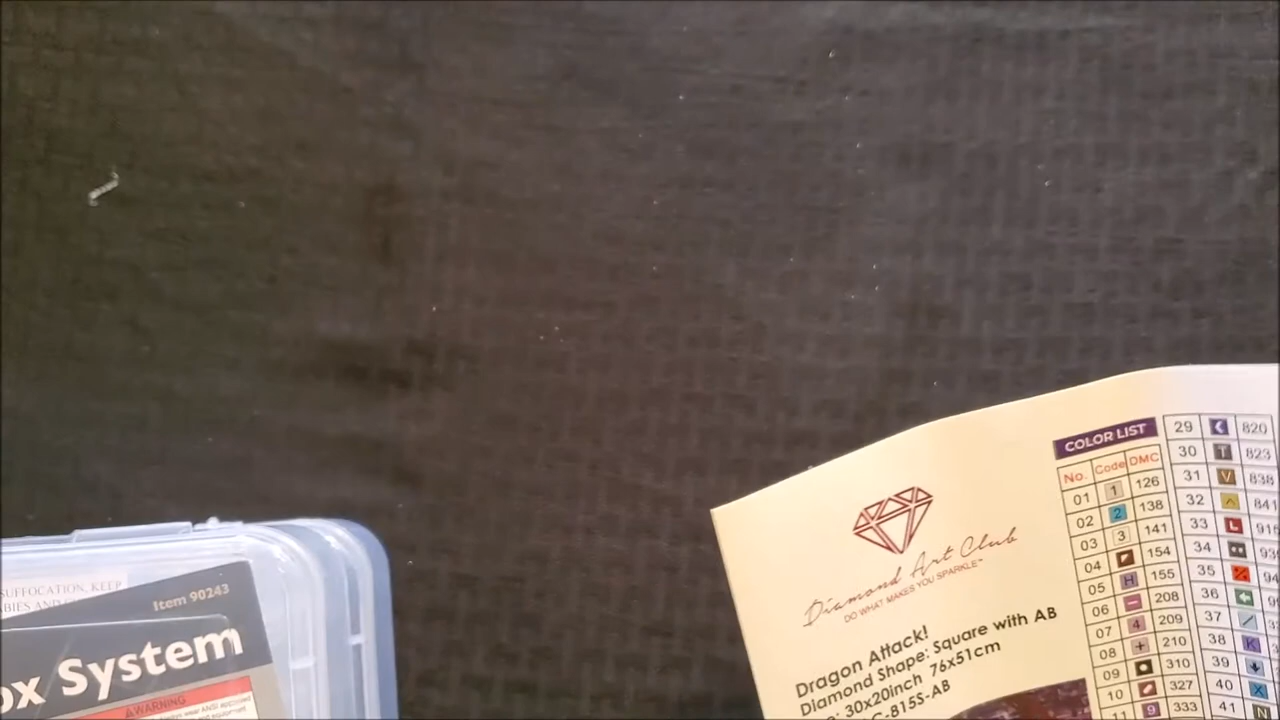 SUFFOCATION, KEEP
Item 90243
ox System
WARNING
Diamond Art Club
DO WHAT MAKES YOU SPARKLE™
Dragon Attack!
Diamond Shape: Square with AB
: 30x20inch 76x51cm
C-815S-AB
COLOR LIST
No. Code DMC
01 1 126
02 2 138
03 3 141
04 154
05 H 155
06 208
07 4 209
08 + 210
09 310
10 327
11 9 333
29 820
30 T 823
31 V 838
32 841
33 L
34
35
36
37
38 K
39
40 X
41 N